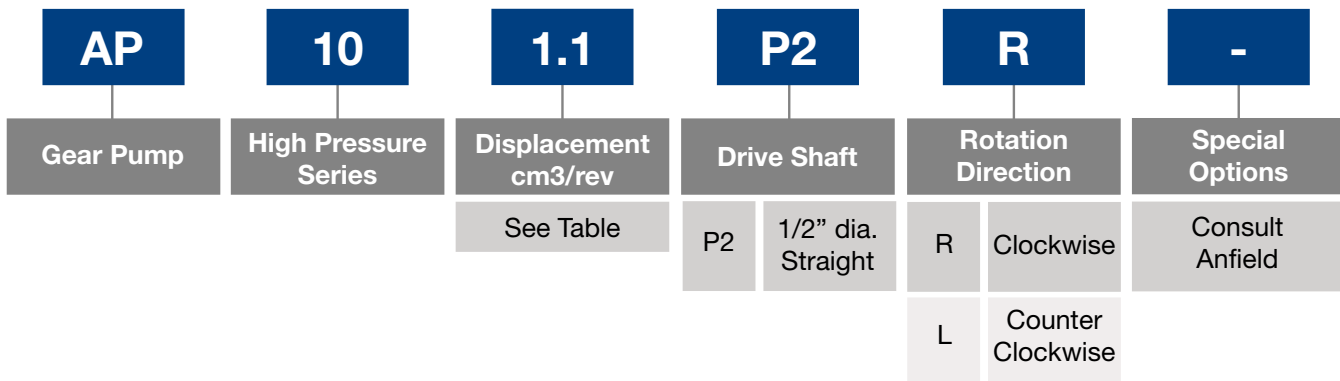 AP 10 1.1 P2 R -
Gear Pump
High Pressure
Series
Displacement
cm3/rev
Drive Shaft
Rotation
Direction
Special
Options
See Table
P2
1/2” dia.
Straight
R
Clockwise
Consult
Anfield
L
Counter
Clockwise